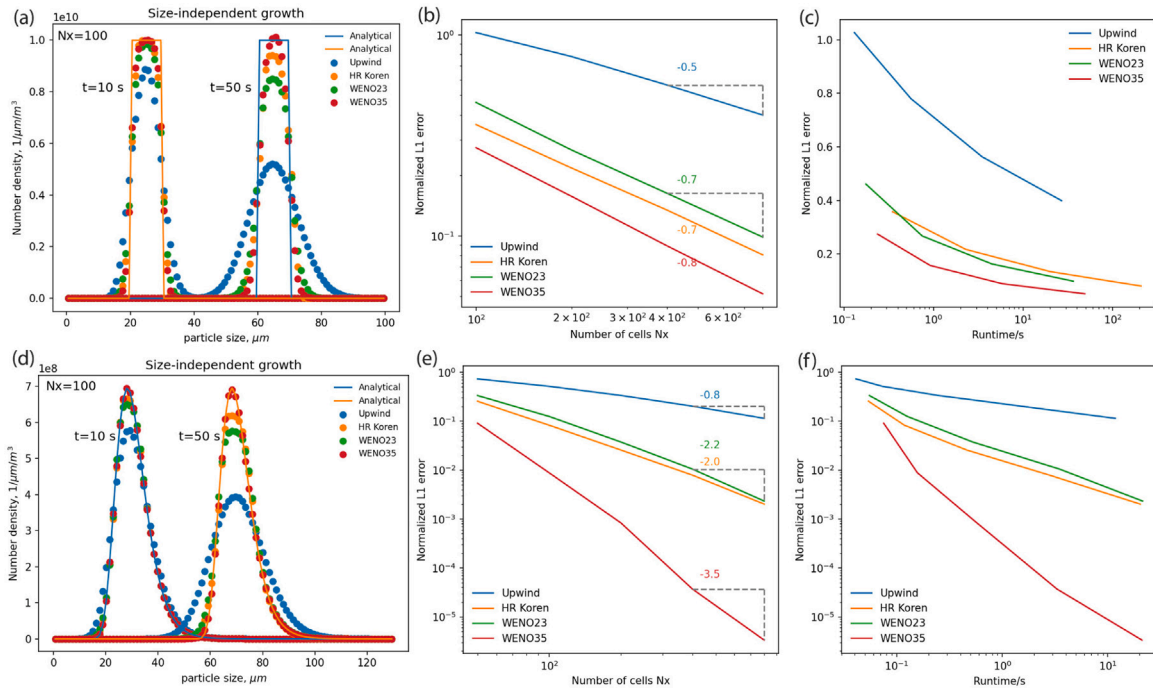 (a)
Size-independent growth
1e10
Nx=100
1.0
0.8
0.6
0.4
0.2
0.0
Number density, 1/μm/m³
t=10 s
t=50 s
Analytical
Analytical
Upwind
HR Koren
WENO23
WENO35
0 20 40 60 80 100
particle size, μm
(b)
10⁰
10⁻¹
Normalized L1 error
-0.5
-0.7
-0.7
-0.8
Upwind
HR Koren
WENO23
WENO35
10² 2 × 10² 3 × 10² 4 × 10² 6 × 10²
Number of cells Nx
(c)
1.0
0.8
0.6
0.4
0.2
Normalized L1 error
Upwind
HR Koren
WENO23
WENO35
10⁻¹ 10⁰ 10¹ 10²
Runtime/s
(d)
Size-independent growth
1e8
Nx=100
7
6
5
4
3
2
1
0
Number density, 1/μm/m³
t=10 s
t=50 s
Analytical
Analytical
Upwind
HR Koren
WENO23
WENO35
0 20 40 60 80 100 120
particle size, μm
(e)
10⁰
10⁻¹
10⁻²
10⁻³
10⁻⁴
10⁻⁵
Normalized L1 error
-0.8
-2.2
-2.0
-3.5
Upwind
HR Koren
WENO23
WENO35
10²
Number of cells Nx
(f)
10⁰
10⁻¹
10⁻²
10⁻³
10⁻⁴
10⁻⁵
Normalized L1 error
Upwind
HR Koren
WENO23
WENO35
10⁻¹ 10⁰ 10¹
Runtime/s